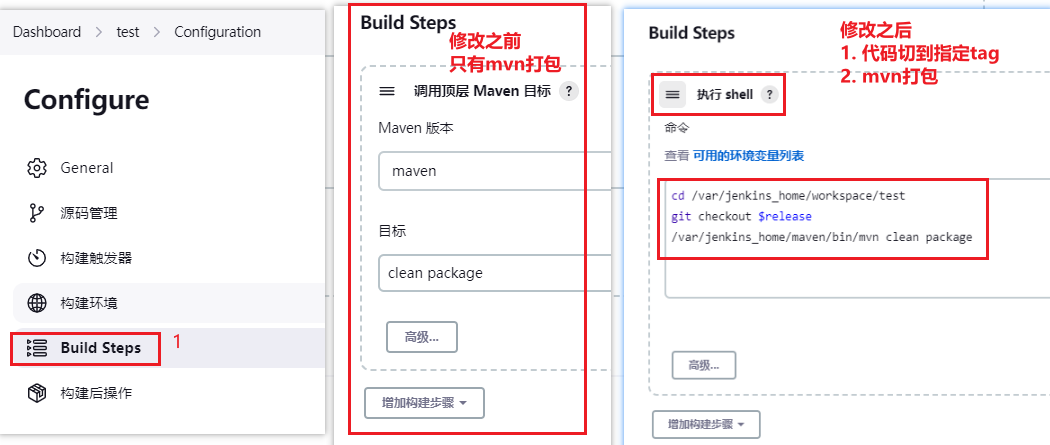 Dashboard > test > Configuration
Configure
General
源码管理
构建触发器
构建环境
Build Steps
1
构建后操作
Build Steps
修改之前
只有mvn打包
调用顶层 Maven 目标 ?
Maven 版本
maven
目标
clean package
高级...
增加构建步骤
Build Steps
修改之后
1. 代码切到指定tag
2. mvn打包
执行 shell ?
命令
查看 可用的环境变量列表
cd /var/jenkins_home/workspace/test
git checkout $release
/var/jenkins_home/maven/bin/mvn clean package
高级...
增加构建步骤